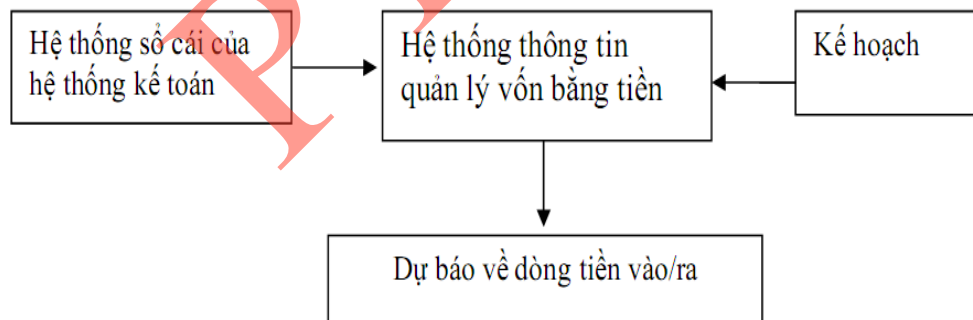 Hệ thống sổ cái của
hệ thống kế toán
Hệ thống thông tin
quản lý vốn bằng tiền
Kế hoạch
Dự báo về dòng tiền vào/ra